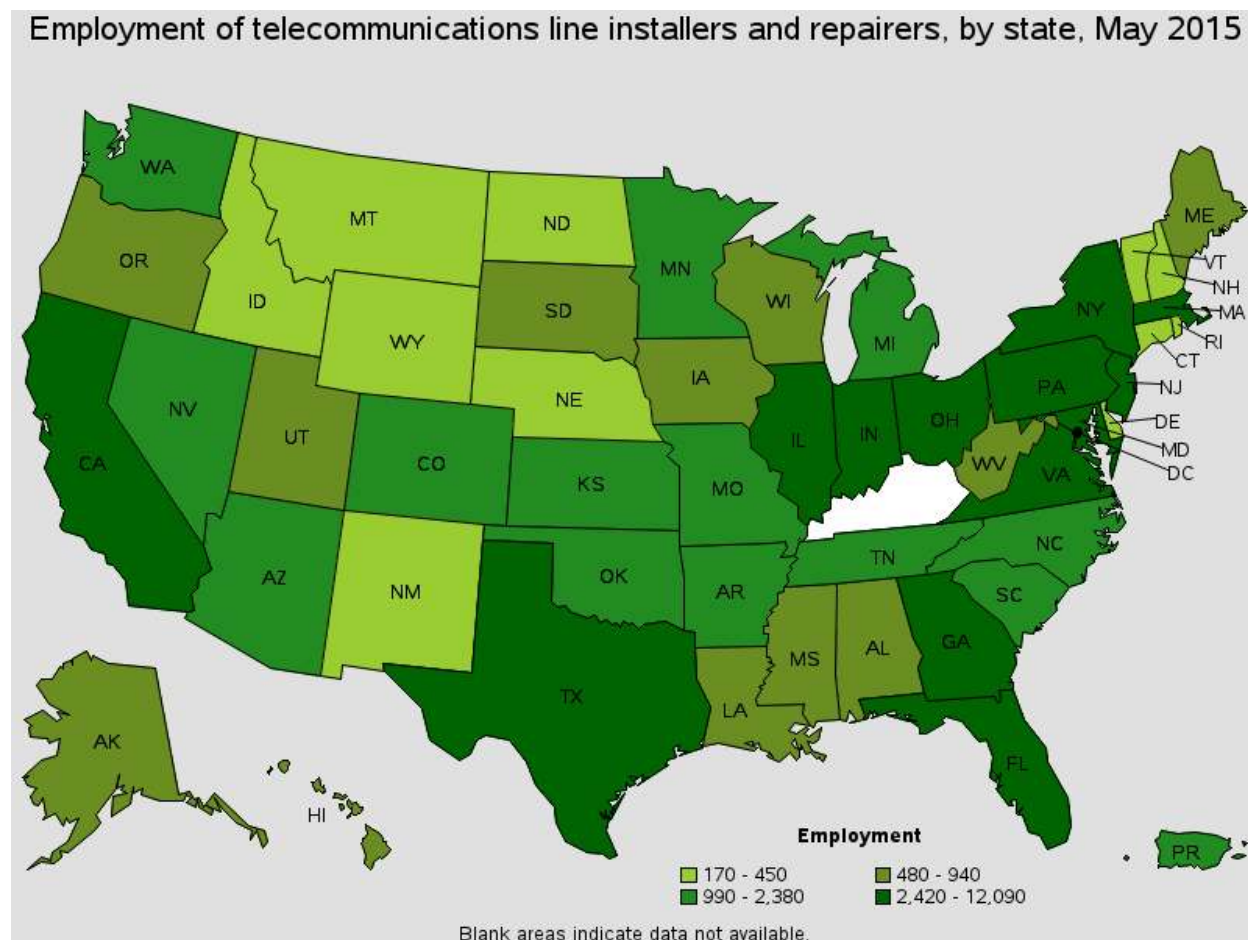 Employment of telecommunications line installers and repairers, by state, May 2015
WA
MT
ND
MN
ME
OR
ID
SD
WI
VT
NH
WY
NY
MA
MI
RI
CT
IA
NE
PA
NJ
NV
UT
IL
IN
OH
DE
MD
DC
CA
CO
KS
MO
WV
VA
AZ
NM
OK
AR
TN
NC
SC
MS
AL
GA
TX
LA
FL
AK
HI
PR
Employment
170 - 450
480 - 940
990 - 2,380
2,420 - 12,090
Blank areas indicate data not available.